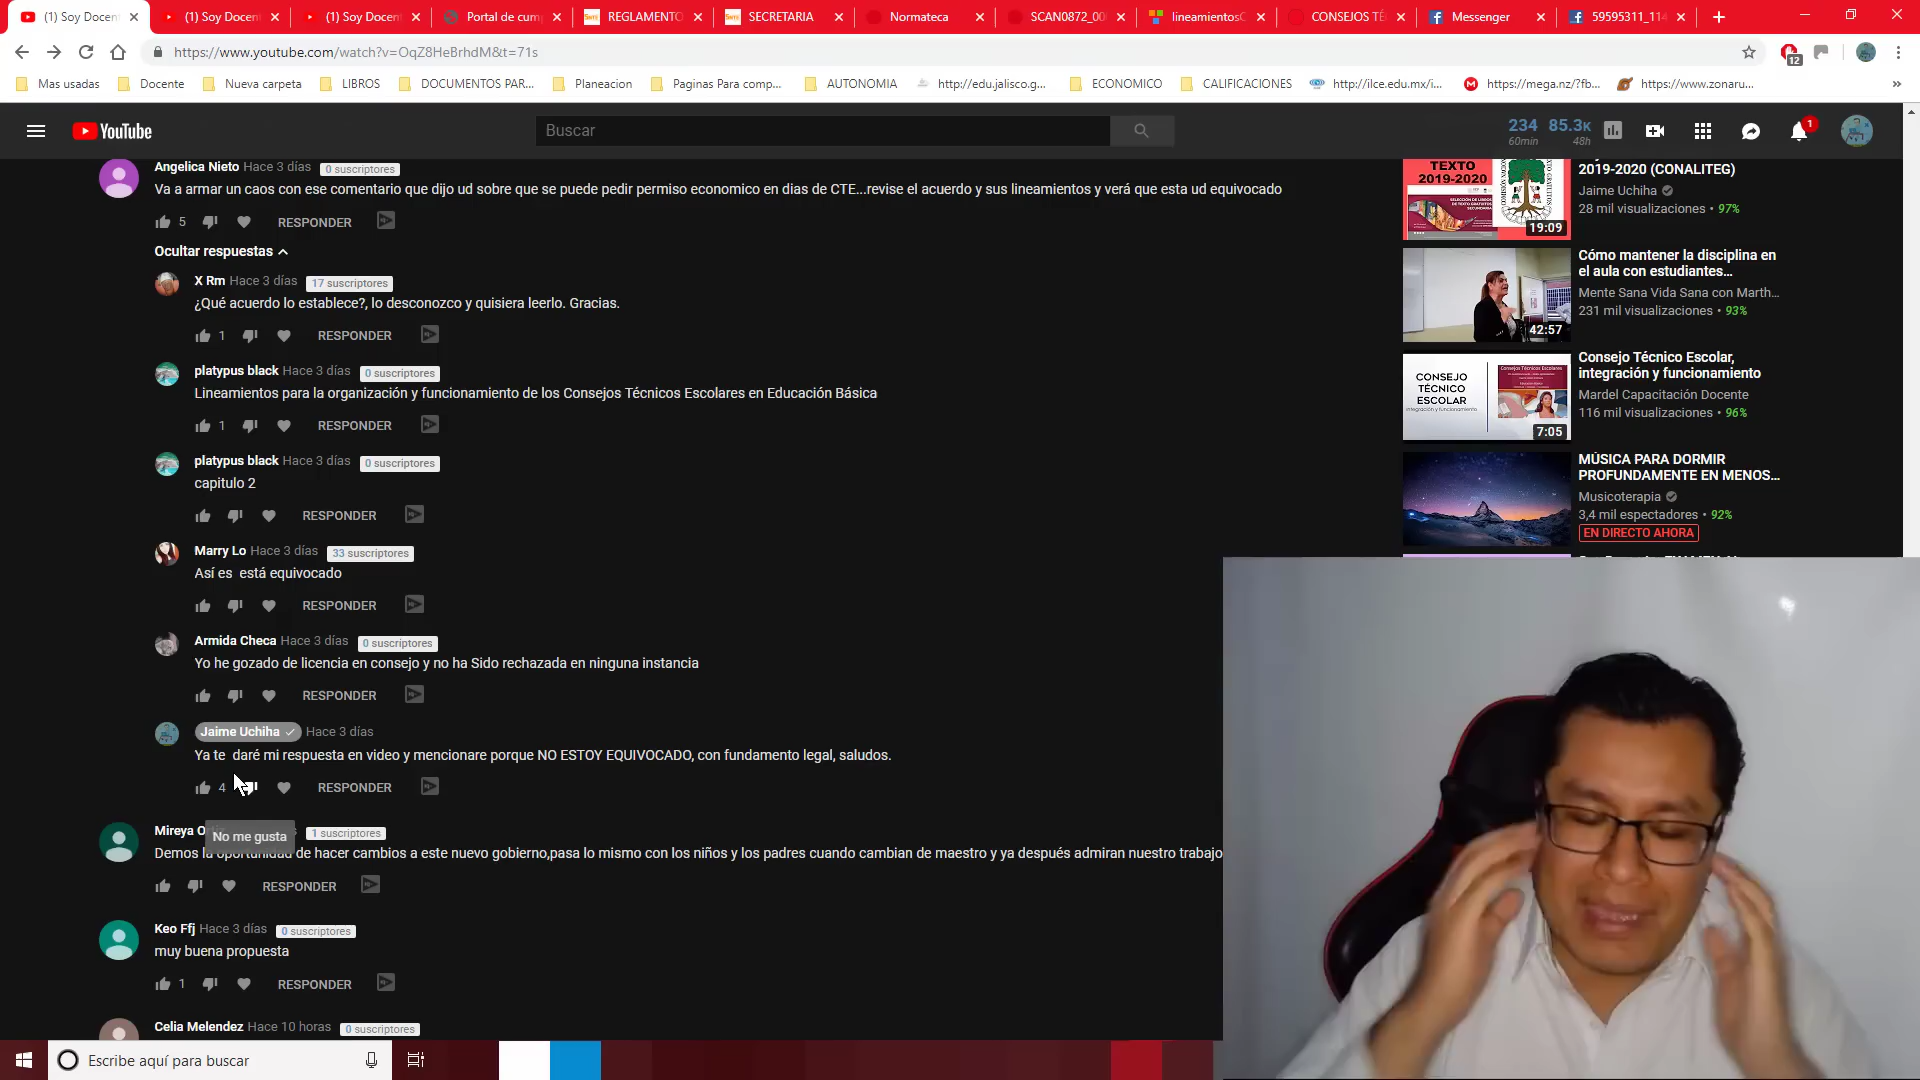 (1) Soy Docen
(1) Soy Docen
(1) Soy Docen
Portal de cum
REGLAMENTO
SECRETARIA
Normateca
SCAN0872_00
lineamientosC
CONSEJOS TÉ
Messenger
59595311_114
https://www.youtube.com/watch?v=OqZ8HeBrhdM&t=71s
12
Mas usadas
Docente
Nueva carpeta
LIBROS
DOCUMENTOS PAR...
Planeacion
Paginas Para comp...
AUTONOMIA
http://edu.jalisco.g...
ECONOMICO
CALIFICACIONES
http://ilce.edu.mx/i...
https://mega.nz/?fb...
https://www.zonaru...
»
YouTube
Buscar
234 85.3K
60min 48h
1
Angelica Nieto Hace 3 días 0 suscriptores
Va a armar un caos con ese comentario que dijo ud sobre que se puede pedir permiso economico en dias de CTE...revise el acuerdo y sus lineamientos y verá que esta ud equivocado
5 RESPONDER
Ocultar respuestas
X Rm Hace 3 días 17 suscriptores
¿Qué acuerdo lo establece?, lo desconozco y quisiera leerlo. Gracias.
1 RESPONDER
platypus black Hace 3 días 0 suscriptores
Lineamientos para la organización y funcionamiento de los Consejos Técnicos Escolares en Educación Básica
1 RESPONDER
platypus black Hace 3 días 0 suscriptores
capitulo 2
RESPONDER
Marry Lo Hace 3 días 33 suscriptores
Así es está equivocado
RESPONDER
Armida Checa Hace 3 días 0 suscriptores
Yo he gozado de licencia en consejo y no ha Sido rechazada en ninguna instancia
RESPONDER
Jaime Uchiha Hace 3 días
Ya te daré mi respuesta en video y mencionare porque NO ESTOY EQUIVOCADO, con fundamento legal, saludos.
4 RESPONDER
No me gusta
Mireya O 1 suscriptores
Demos la oportunidad de hacer cambios a este nuevo gobierno,pasa lo mismo con los niños y los padres cuando cambian de maestro y ya después admiran nuestro trabajo
RESPONDER
Keo Ffj Hace 3 días 0 suscriptores
muy buena propuesta
1 RESPONDER
Celia Melendez Hace 10 horas 0 suscriptores
TEXTO
2019-2020
19:09
2019-2020 (CONALITEG)
Jaime Uchiha
28 mil visualizaciones • 97%
42:57
Cómo mantener la disciplina en
el aula con estudiantes...
Mente Sana Vida Sana con Marth...
231 mil visualizaciones • 93%
CONSEJO
TÉCNICO
ESCOLAR
7:05
Consejo Técnico Escolar,
integración y funcionamiento
Mardel Capacitación Docente
116 mil visualizaciones • 96%
MÚSICA PARA DORMIR
PROFUNDAMENTE EN MENOS...
Musicoterapia
3,4 mil espectadores • 92%
EN DIRECTO AHORA
Escribe aquí para buscar